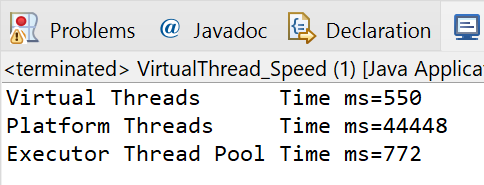 Problems @ Javadoc Declaration
<terminated> VirtualThread_Speed (1) [Java Applica
Virtual Threads      Time ms=550
Platform Threads     Time ms=44448
Executor Thread Pool Time ms=772